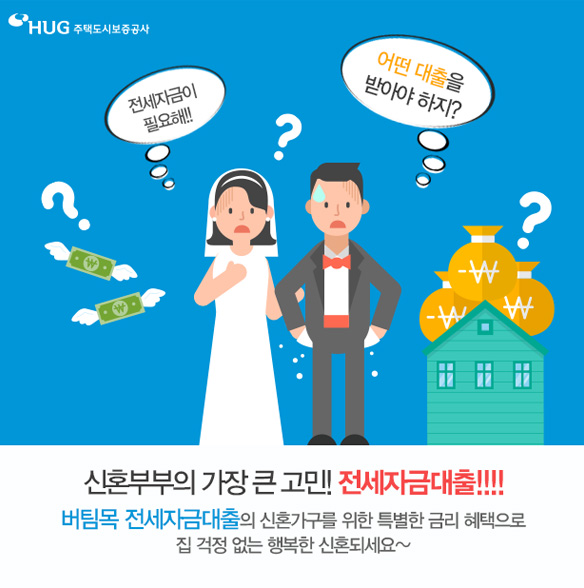 HUG 주택도시보증공사
전세자금이
필요해!!
어떤 대출을
받아야 하지?
?
?
?
₩
₩
₩
₩
₩
신혼부부의 가장 큰 고민! 전세자금대출!!!!
버팀목 전세자금대출의 신혼가구를 위한 특별한 금리 혜택으로
집 걱정 없는 행복한 신혼되세요~